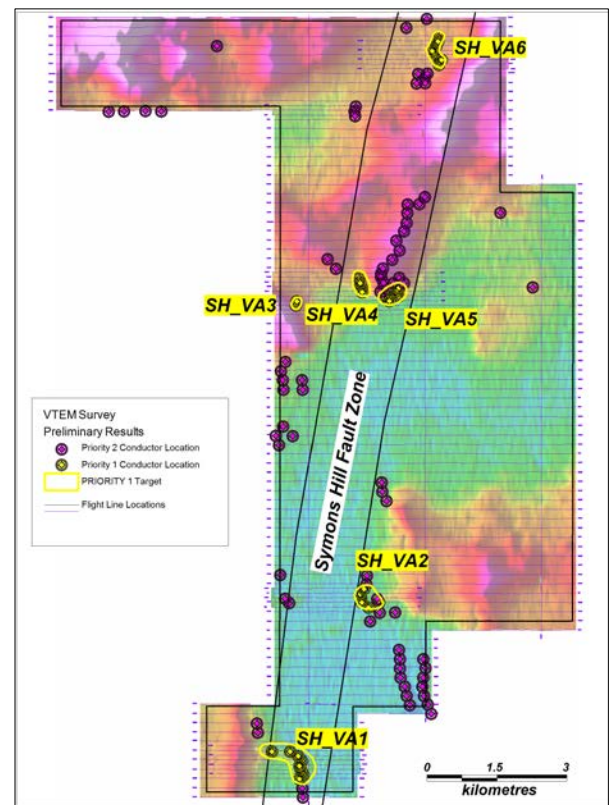 SH_VA6
SH_VA3
SH_VA4
SH_VA5
Symons Hill Fault Zone
VTEM Survey
Preliminary Results
Priority 2 Conductor Location
Priority 1 Conductor Location
PRIORITY 1 Target
Flight Line Locations
SH_VA2
SH_VA1
0 1.5 3
kilometres